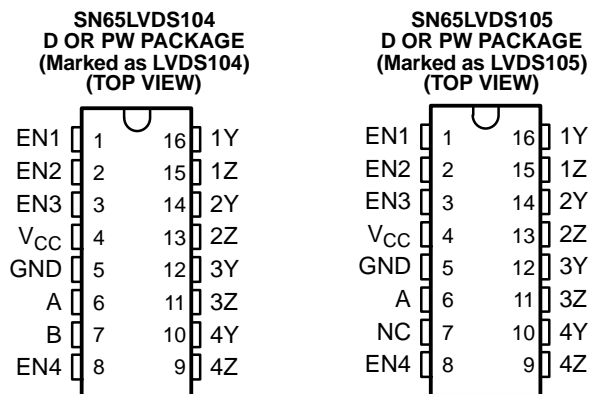 SN65LVDS104
D OR PW PACKAGE
(Marked as LVDS104)
(TOP VIEW)
EN1 1 16 1Y
EN2 2 15 1Z
EN3 3 14 2Y
VCC 4 13 2Z
GND 5 12 3Y
A 6 11 3Z
B 7 10 4Y
EN4 8 9 4Z
SN65LVDS105
D OR PW PACKAGE
(Marked as LVDS105)
(TOP VIEW)
EN1 1 16 1Y
EN2 2 15 1Z
EN3 3 14 2Y
VCC 4 13 2Z
GND 5 12 3Y
A 6 11 3Z
NC 7 10 4Y
EN4 8 9 4Z